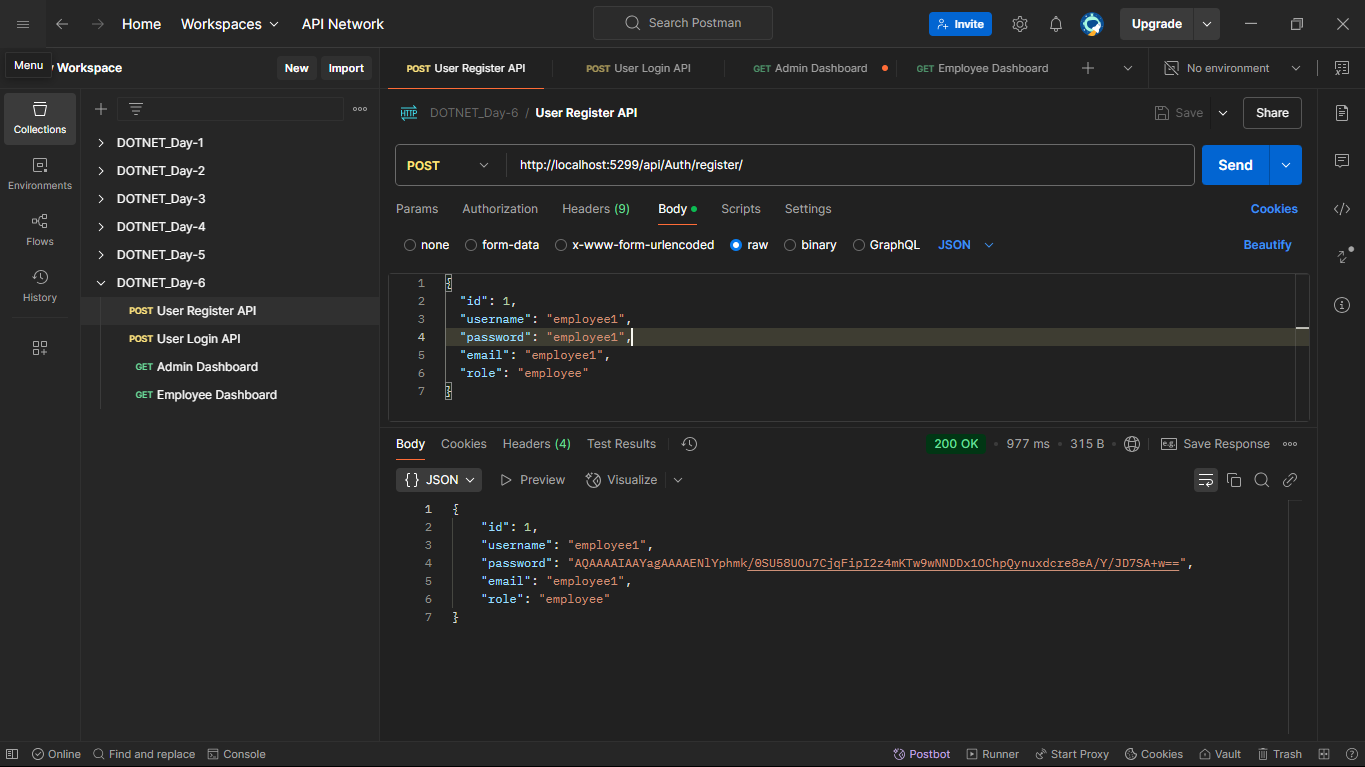 Home Workspaces API Network Search Postman Invite Upgrade
Menu Workspace New Import POST User Register API POST User Login API GET Admin Dashboard GET Employee Dashboard No environment
Collections
Environments
Flows
History
DOTNET_Day-1
DOTNET_Day-2
DOTNET_Day-3
DOTNET_Day-4
DOTNET_Day-5
DOTNET_Day-6
POST User Register API
POST User Login API
GET Admin Dashboard
GET Employee Dashboard
HTTP DOTNET_Day-6 / User Register API Save Share
POST http://localhost:5299/api/Auth/register/ Send
Params Authorization Headers (9) Body Scripts Settings Cookies
none form-data x-www-form-urlencoded raw binary GraphQL JSON Beautify
1 {
2 "id": 1,
3 "username": "employee1",
4 "password": "employee1",
5 "email": "employee1",
6 "role": "employee"
7 }
Body Cookies Headers (4) Test Results 200 OK 977 ms 315 B e.g. Save Response
{} JSON Preview Visualize
1 {
2 "id": 1,
3 "username": "employee1",
4 "password": "AQAAAAIAAYagAAAAENlYphmk/0SU58UOu7CjqFipI2z4mKTw9wNNDDx1OChpQynuxdcre8eA/Y/JD7SA+w==",
5 "email": "employee1",
6 "role": "employee"
7 }
Online Find and replace Console Postbot Runner Start Proxy Cookies Vault Trash